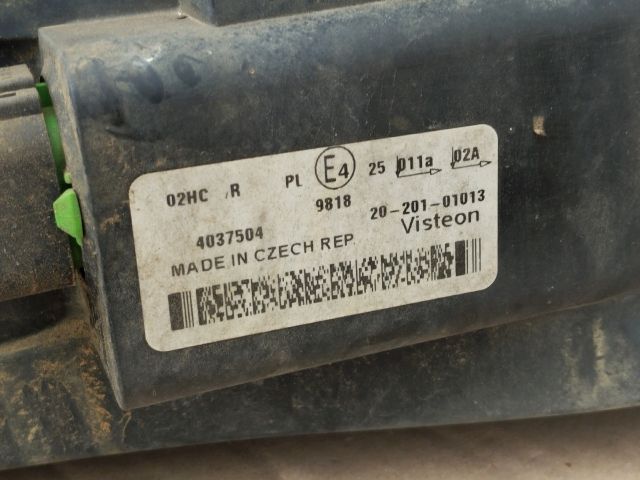 02HC /R PL E4 25 011a 02A
9818 20-201-01013
4037504 Visteon
MADE IN CZECH REP.